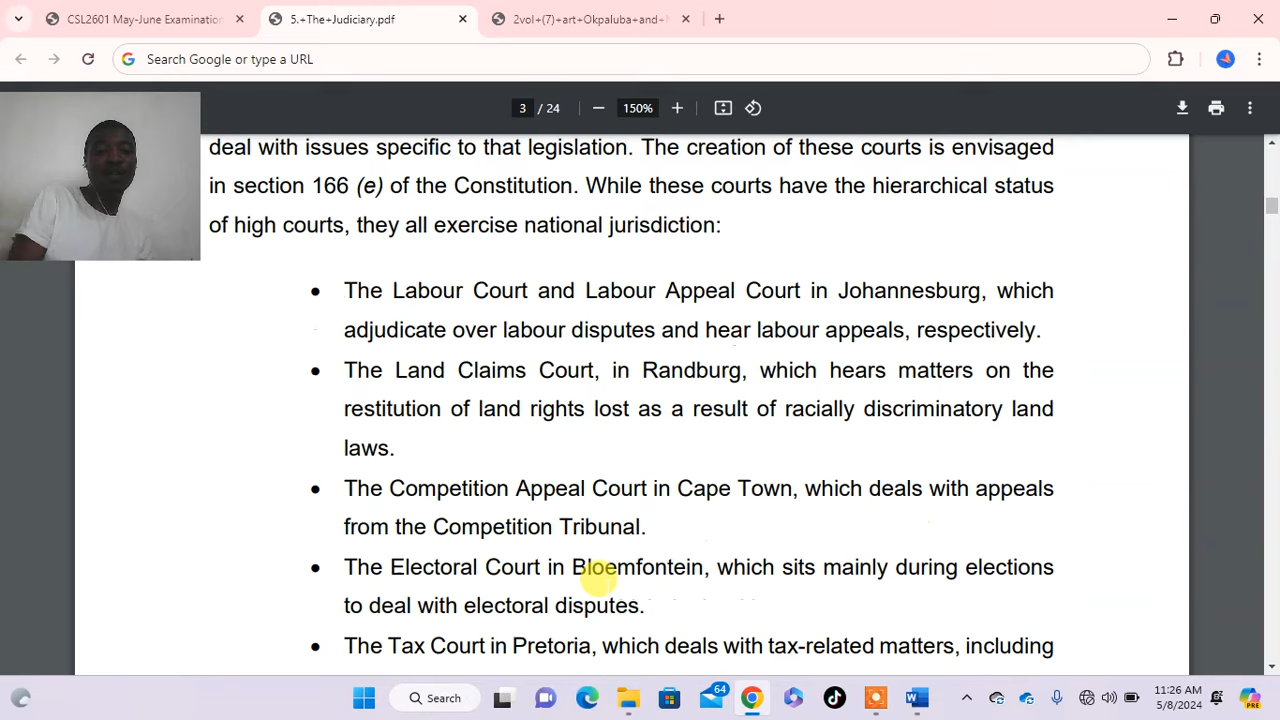 CSL2601 May-June Examination
5.+The+Judiciary.pdf
2vol+(7)+art+Okpaluba+and+
Search Google or type a URL
3 / 24
150%
deal with issues specific to that legislation. The creation of these courts is envisaged
in section 166 (e) of the Constitution. While these courts have the hierarchical status
of high courts, they all exercise national jurisdiction:
• The Labour Court and Labour Appeal Court in Johannesburg, which
adjudicate over labour disputes and hear labour appeals, respectively.
• The Land Claims Court, in Randburg, which hears matters on the
restitution of land rights lost as a result of racially discriminatory land
laws.
• The Competition Appeal Court in Cape Town, which deals with appeals
from the Competition Tribunal.
• The Electoral Court in Bloemfontein, which sits mainly during elections
to deal with electoral disputes.
• The Tax Court in Pretoria, which deals with tax-related matters, including
Search
64
11:26 AM
5/8/2024
PRE